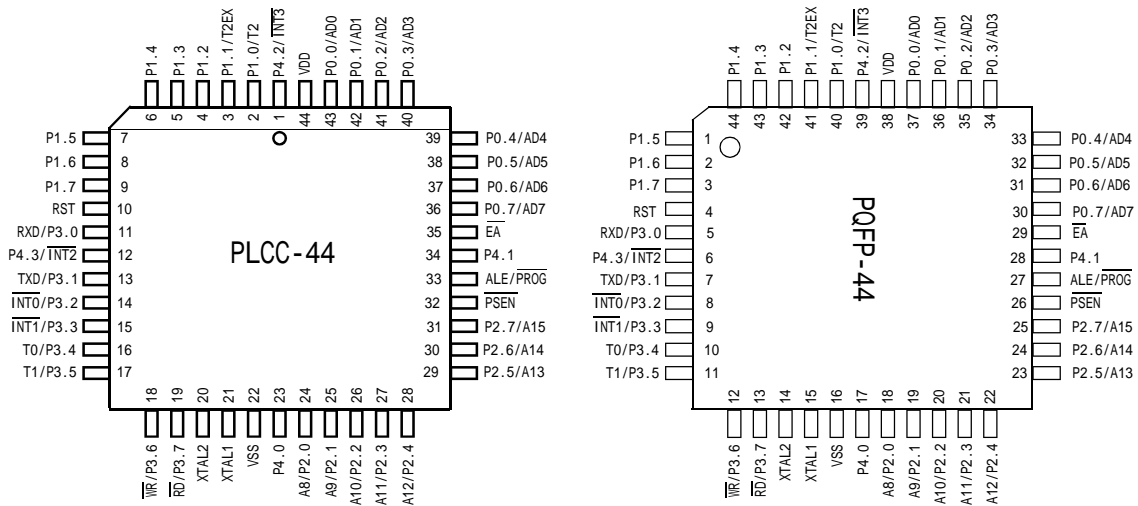 P1.4
P1.3
P1.2
P1.1/T2EX
P1.0/T2
P4.2/INT3
VDD
P0.0/AD0
P0.1/AD1
P0.2/AD2
P0.3/AD3
6
5
4
3
2
1
44
43
42
41
40
P1.5 7
P1.6 8
P1.7 9
RST 10
RXD/P3.0 11
P4.3/INT2 12
TXD/P3.1 13
INT0/P3.2 14
INT1/P3.3 15
T0/P3.4 16
T1/P3.5 17
PLCC-44
39 P0.4/AD4
38 P0.5/AD5
37 P0.6/AD6
36 P0.7/AD7
35 EA
34 P4.1
33 ALE/PROG
32 PSEN
31 P2.7/A15
30 P2.6/A14
29 P2.5/A13
18
19
20
21
22
23
24
25
26
27
28
WR/P3.6
RD/P3.7
XTAL2
XTAL1
VSS
P4.0
A8/P2.0
A9/P2.1
A10/P2.2
A11/P2.3
A12/P2.4
P1.4
P1.3
P1.2
P1.1/T2EX
P1.0/T2
P4.2/INT3
VDD
P0.0/AD0
P0.1/AD1
P0.2/AD2
P0.3/AD3
44
43
42
41
40
39
38
37
36
35
34
P1.5 1
P1.6 2
P1.7 3
RST 4
RXD/P3.0 5
P4.3/INT2 6
TXD/P3.1 7
INT0/P3.2 8
INT1/P3.3 9
T0/P3.4 10
T1/P3.5 11
PQFP-44
33 P0.4/AD4
32 P0.5/AD5
31 P0.6/AD6
30 P0.7/AD7
29 EA
28 P4.1
27 ALE/PROG
26 PSEN
25 P2.7/A15
24 P2.6/A14
23 P2.5/A13
12
13
14
15
16
17
18
19
20
21
22
WR/P3.6
RD/P3.7
XTAL2
XTAL1
VSS
P4.0
A8/P2.0
A9/P2.1
A10/P2.2
A11/P2.3
A12/P2.4